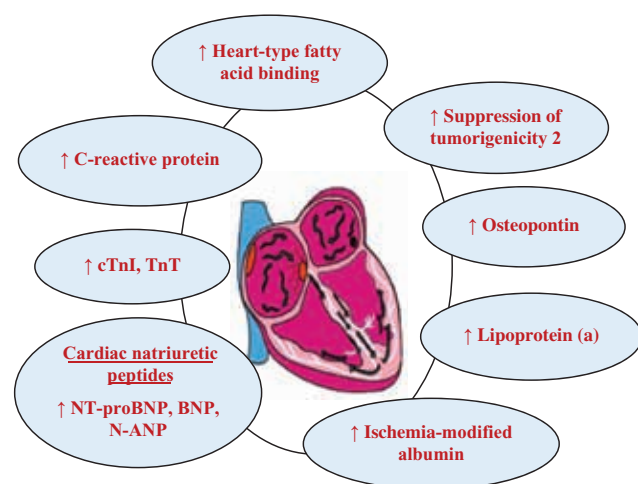 ↑ Heart-type fatty
acid binding
↑ Suppression of
tumorigenicity 2
↑ C-reactive protein
↑ Osteopontin
↑ cTnI, TnT
↑ Lipoprotein (a)
Cardiac natriuretic
peptides
↑ NT-proBNP, BNP,
N-ANP
↑ Ischemia-modified
albumin